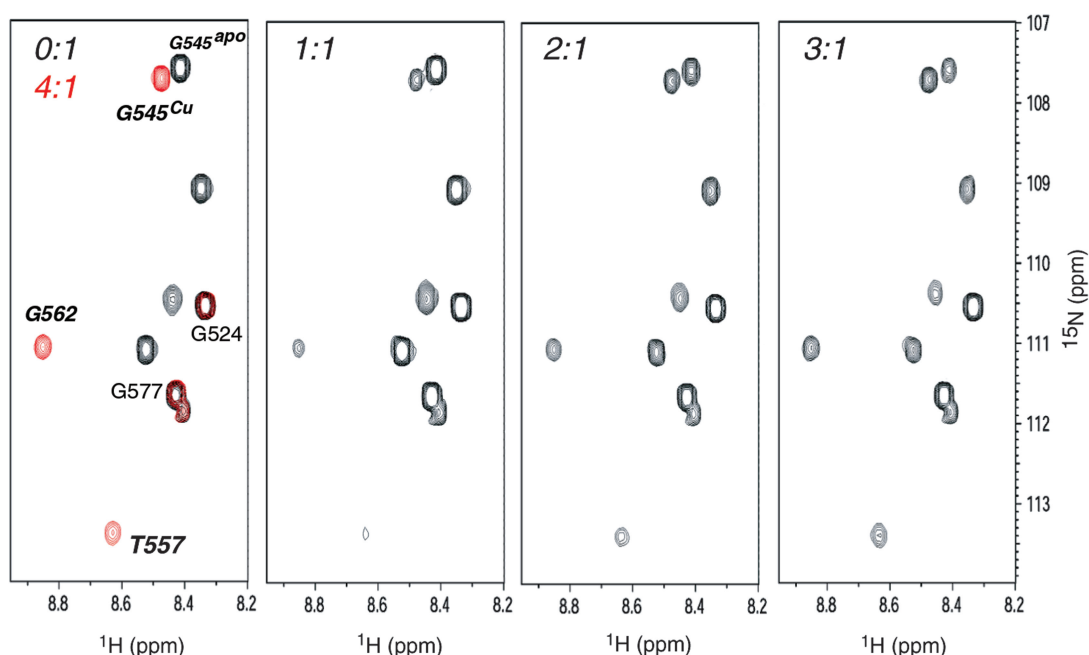 0:1
4:1
G545apo
G545Cu
G562
G524
G577
T557
1:1
2:1
3:1
107
108
109
110
111
112
113
15N (ppm)
8.8 8.6 8.4 8.2
8.8 8.6 8.4 8.2
8.8 8.6 8.4 8.2
8.8 8.6 8.4 8.2
1H (ppm)
1H (ppm)
1H (ppm)
1H (ppm)